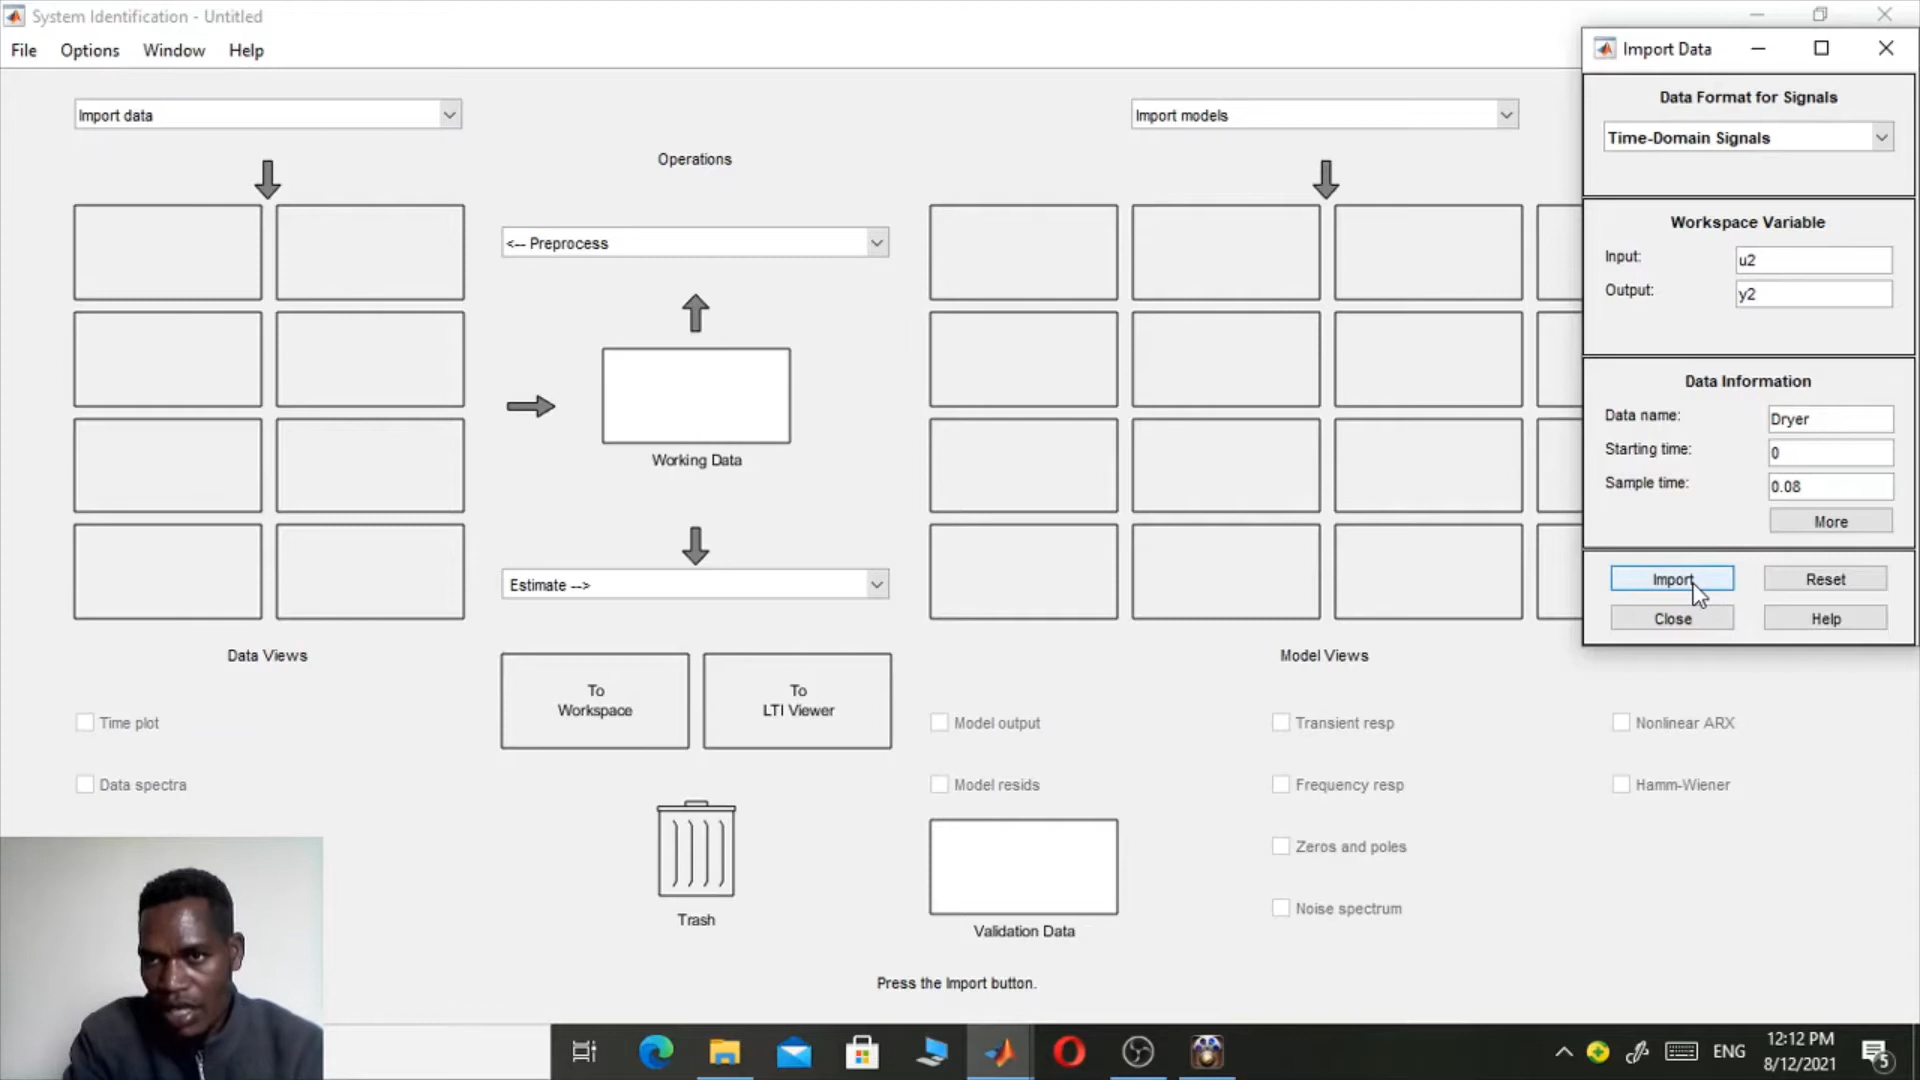 System Identification - Untitled
File Options Window Help
Import data
Import models
Operations
<-- Preprocess
Working Data
Estimate -->
Data Views
Model Views
To
Workspace
To
LTI Viewer
Time plot
Data spectra
Model output
Model resids
Transient resp
Frequency resp
Zeros and poles
Noise spectrum
Nonlinear ARX
Hamm-Wiener
Trash
Validation Data
Press the Import button.
Import Data
Data Format for Signals
Time-Domain Signals
Workspace Variable
Input: u2
Output: y2
Data Information
Data name: Dryer
Starting time: 0
Sample time: 0.08
More
Import Reset
Close Help
ENG
12:12 PM
8/12/2021
5